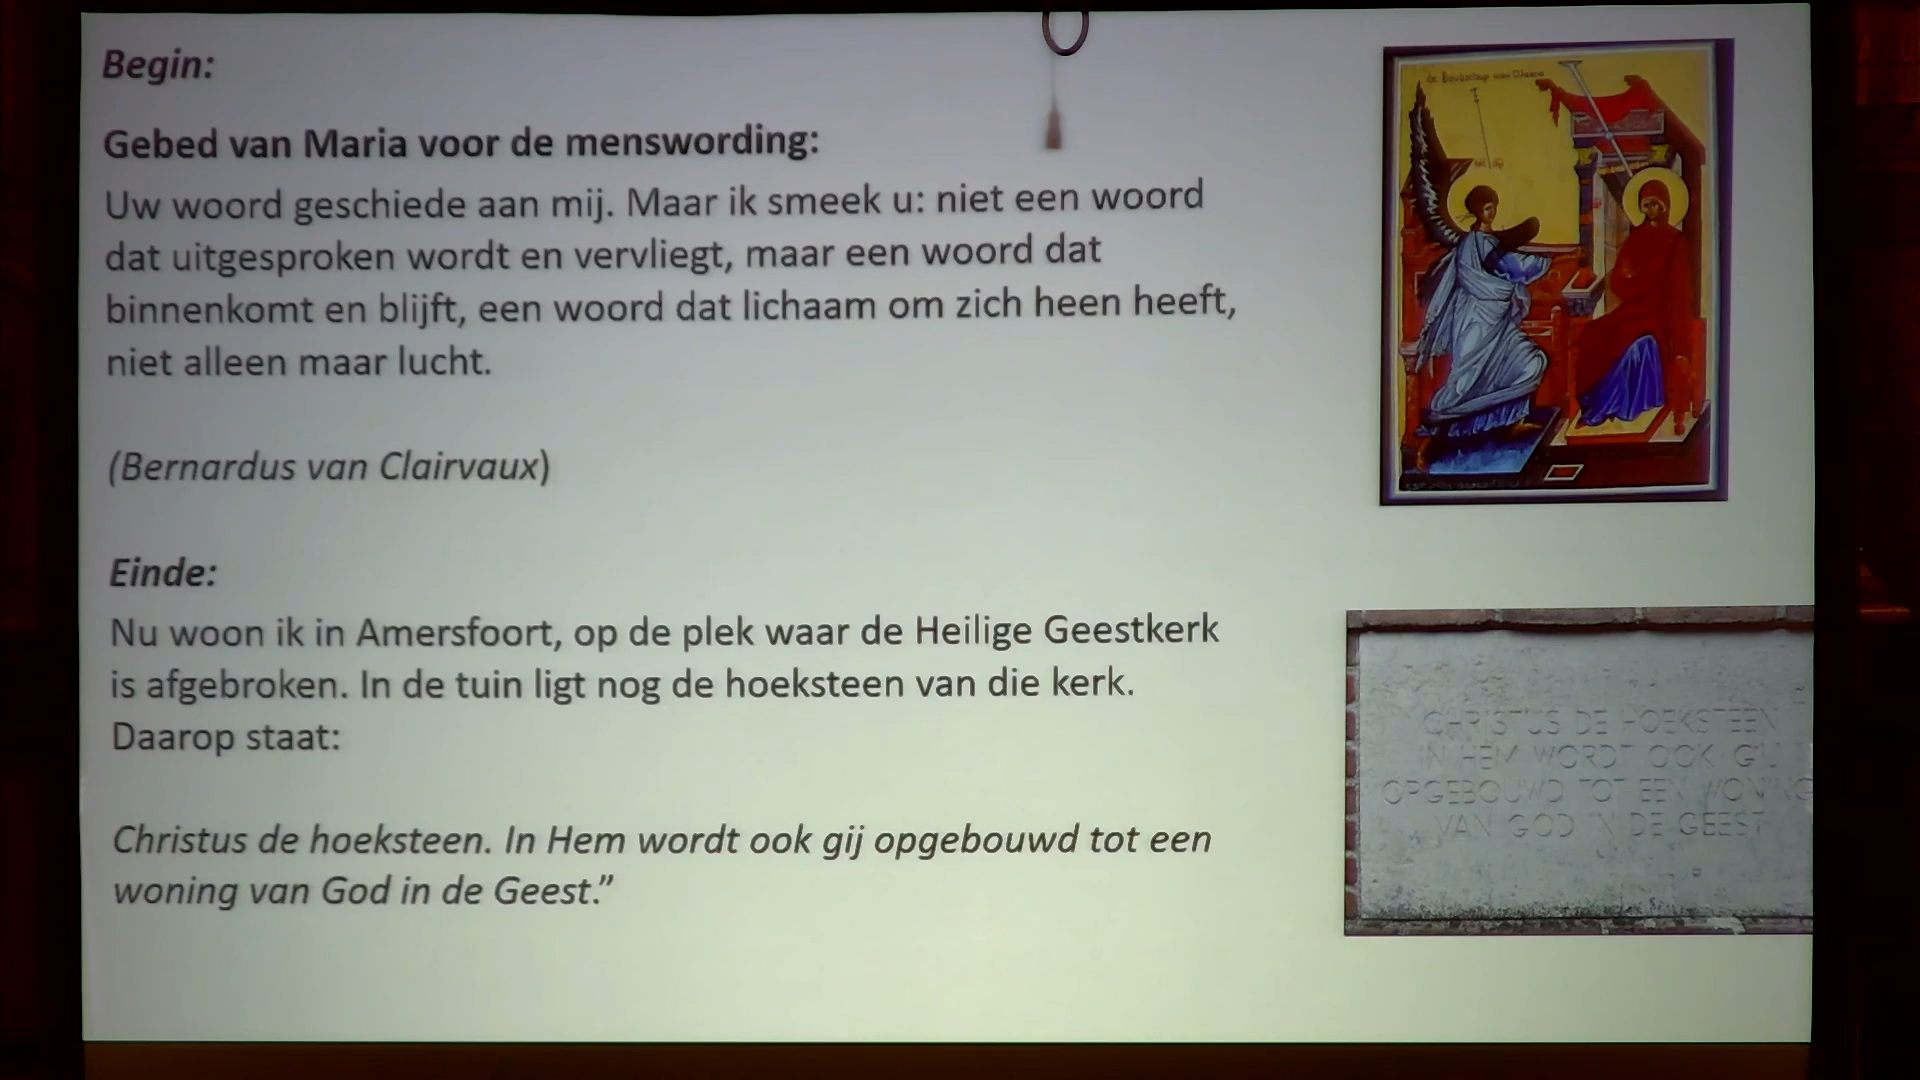 Begin:
Gebed van Maria voor de menswording:
Uw woord geschiede aan mij. Maar ik smeek u: niet een woord
dat uitgesproken wordt en vervliegt, maar een woord dat
binnenkomt en blijft, een woord dat lichaam om zich heen heeft,
niet alleen maar lucht.
(Bernardus van Clairvaux)
Einde:
Nu woon ik in Amersfoort, op de plek waar de Heilige Geestkerk
is afgebroken. In de tuin ligt nog de hoeksteen van die kerk.
Daarop staat:
Christus de hoeksteen. In Hem wordt ook gij opgebouwd tot een
woning van God in de Geest.”
CHRISTUS DE HOEKSTEEN
IN HEM WORDT OOK GIJ
OPGEBOUWD TOT EEN WONING
VAN GOD IN DE GEEST